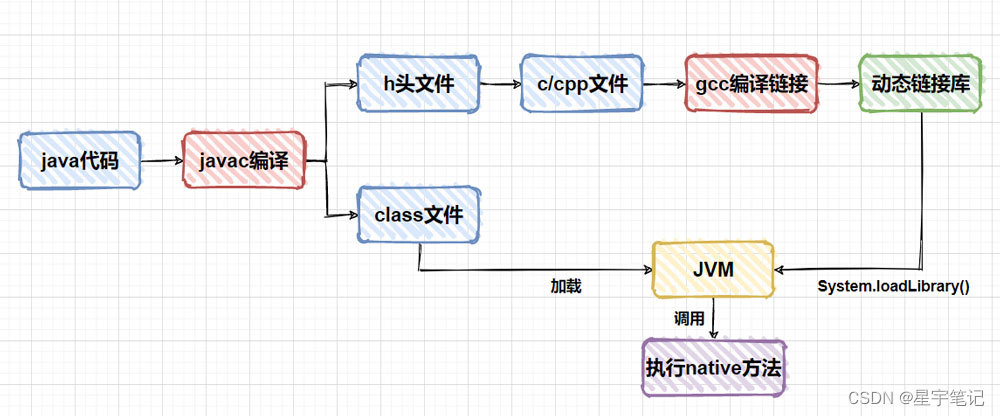 h头文件
c/cpp文件
gcc编译链接
动态链接库
java代码
javac编译
class文件
JVM
加载
System.loadLibrary()
调用
执行native方法
CSDN @星宇笔记